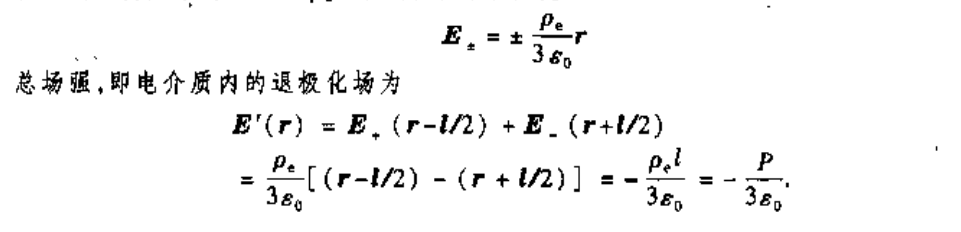 E± = ± ρe/3ε0 r
总场强,即电介质内的退极化场为
E′(r) = E+ (r-l/2) + E- (r+l/2)
= ρe/3ε0 [(r-l/2) - (r + l/2)] = - ρel/3ε0 = - P/3ε0.